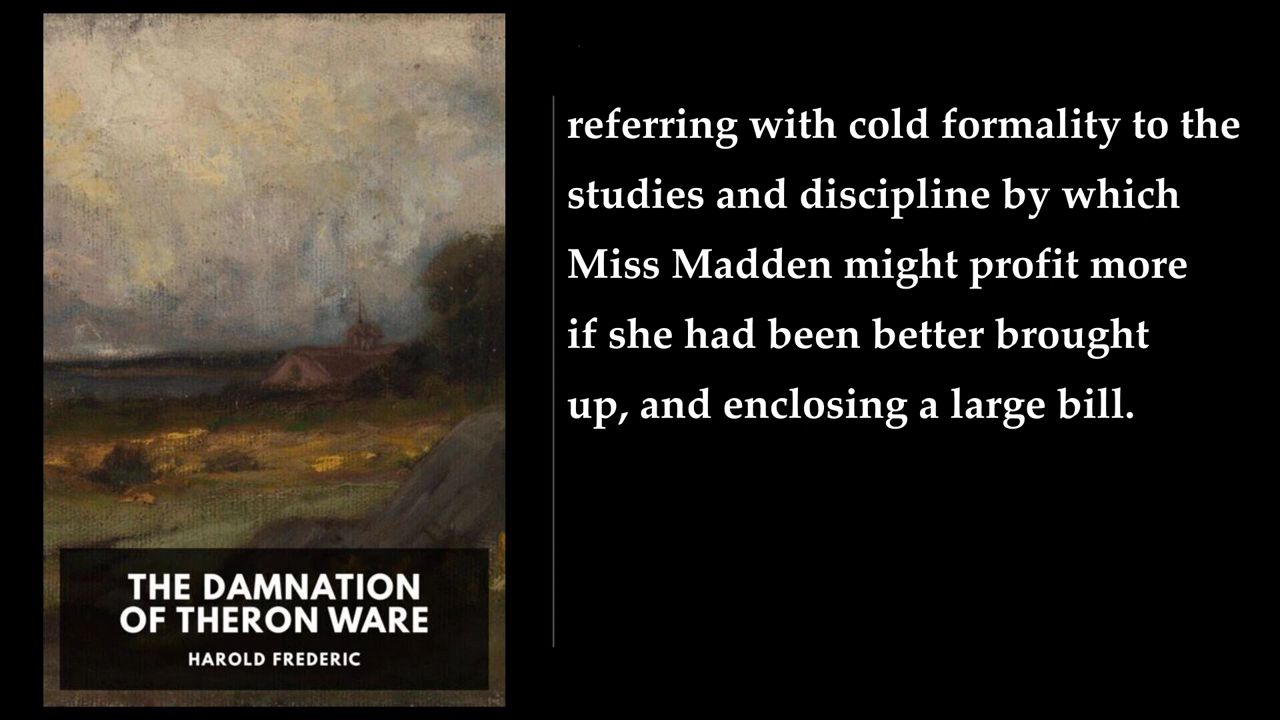 referring with cold formality to the
studies and discipline by which
Miss Madden might profit more
if she had been better brought
up, and enclosing a large bill.
THE DAMNATION
OF THERON WARE
HAROLD FREDERIC